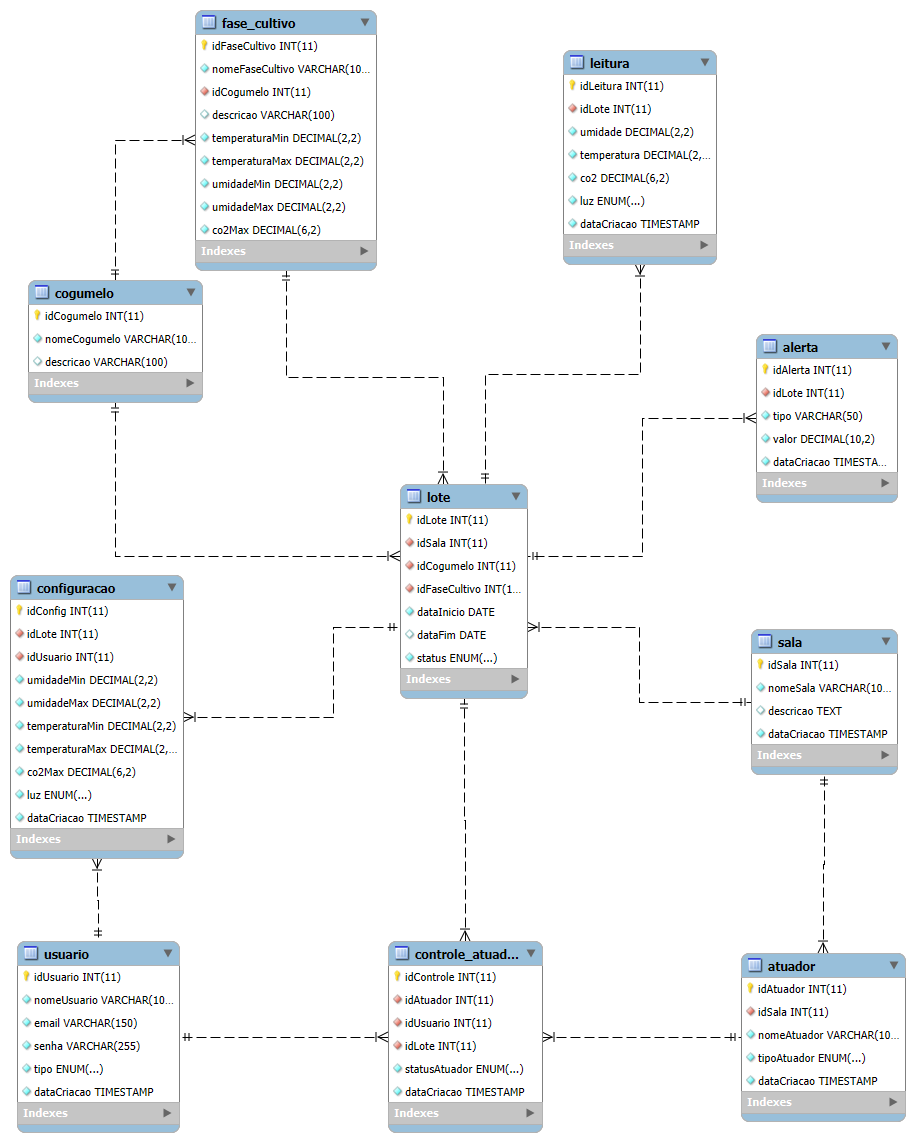 fase_cultivo
idFaseCultivo INT(11)
nomeFaseCultivo VARCHAR(10...
idCogumelo INT(11)
descricao VARCHAR(100)
temperaturaMin DECIMAL(2,2)
temperaturaMax DECIMAL(2,2)
umidadeMin DECIMAL(2,2)
umidadeMax DECIMAL(2,2)
co2Max DECIMAL(6,2)
Indexes
leitura
idLeitura INT(11)
idLote INT(11)
umidade DECIMAL(2,2)
temperatura DECIMAL(2,...
co2 DECIMAL(6,2)
luz ENUM(...)
dataCriacao TIMESTAMP
Indexes
cogumelo
idCogumelo INT(11)
nomeCogumelo VARCHAR(10...
descricao VARCHAR(100)
Indexes
alerta
idAlerta INT(11)
idLote INT(11)
tipo VARCHAR(50)
valor DECIMAL(10,2)
dataCriacao TIMESTA...
Indexes
lote
idLote INT(11)
idSala INT(11)
idCogumelo INT(11)
idFaseCultivo INT(1...
dataInicio DATE
dataFim DATE
status ENUM(...)
Indexes
configuracao
idConfig INT(11)
idLote INT(11)
idUsuario INT(11)
umidadeMin DECIMAL(2,2)
umidadeMax DECIMAL(2,2)
temperaturaMin DECIMAL(2,2)
temperaturaMax DECIMAL(2,...
co2Max DECIMAL(6,2)
luz ENUM(...)
dataCriacao TIMESTAMP
Indexes
sala
idSala INT(11)
nomeSala VARCHAR(10...
descricao TEXT
dataCriacao TIMESTAMP
Indexes
usuario
idUsuario INT(11)
nomeUsuario VARCHAR(10...
email VARCHAR(150)
senha VARCHAR(255)
tipo ENUM(...)
dataCriacao TIMESTAMP
Indexes
controle_atuad...
idControle INT(11)
idAtuador INT(11)
idUsuario INT(11)
idLote INT(11)
statusAtuador ENUM(...)
dataCriacao TIMESTAMP
Indexes
atuador
idAtuador INT(11)
idSala INT(11)
nomeAtuador VARCHAR(10...
tipoAtuador ENUM(...)
dataCriacao TIMESTAMP
Indexes